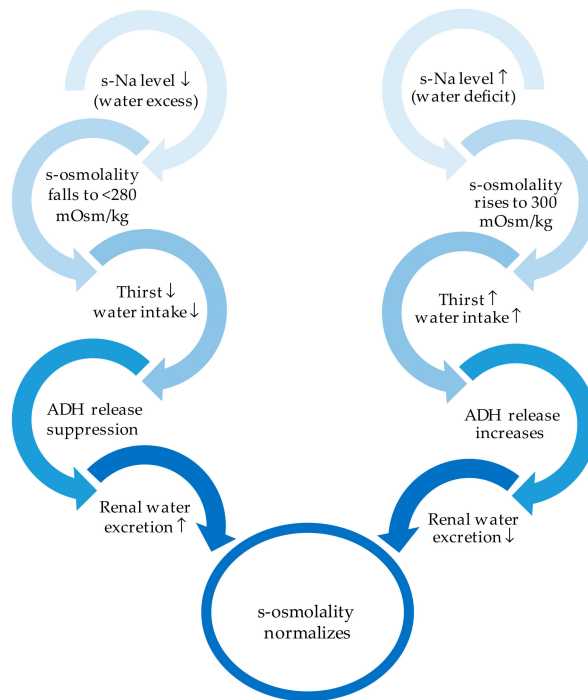 s-Na level ↓
(water excess)
s-osmolality
falls to <280
mOsm/kg
Thirst ↓
water intake ↓
ADH release
suppression
Renal water
excretion ↑
s-Na level ↑
(water deficit)
s-osmolality
rises to 300
mOsm/kg
Thirst ↑
water intake ↑
ADH release
increases
Renal water
excretion ↓
s-osmolality
normalizes